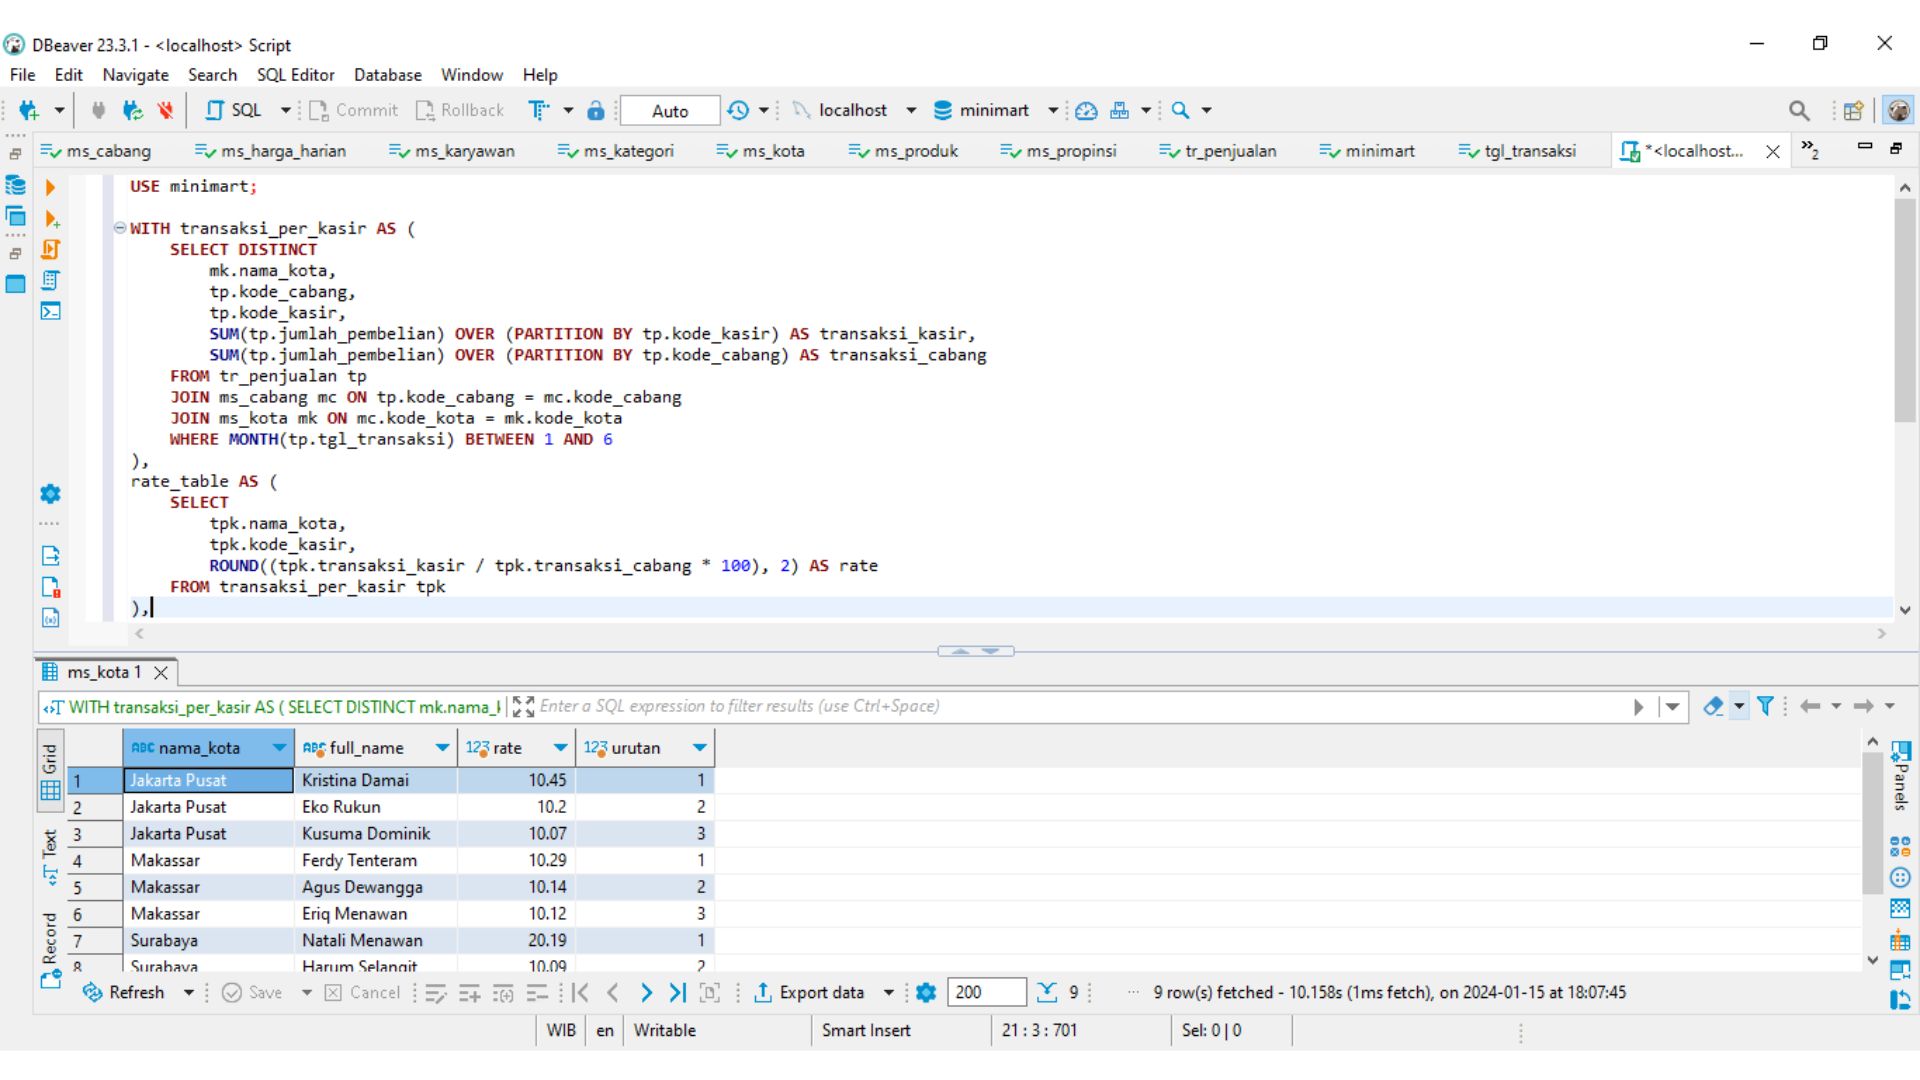 DBeaver 23.3.1 - <localhost> Script
File Edit Navigate Search SQL Editor Database Window Help
SQL Commit Rollback Auto localhost minimart
ms_cabang ms_harga_harian ms_karyawan ms_kategori ms_kota ms_produk ms_propinsi tr_penjualan minimart tgl_transaksi *<localhost... »2
USE minimart;
WITH transaksi_per_kasir AS (
SELECT DISTINCT
mk.nama_kota,
tp.kode_cabang,
tp.kode_kasir,
SUM(tp.jumlah_pembelian) OVER (PARTITION BY tp.kode_kasir) AS transaksi_kasir,
SUM(tp.jumlah_pembelian) OVER (PARTITION BY tp.kode_cabang) AS transaksi_cabang
FROM tr_penjualan tp
JOIN ms_cabang mc ON tp.kode_cabang = mc.kode_cabang
JOIN ms_kota mk ON mc.kode_kota = mk.kode_kota
WHERE MONTH(tp.tgl_transaksi) BETWEEN 1 AND 6
),
rate_table AS (
SELECT
tpk.nama_kota,
tpk.kode_kasir,
ROUND((tpk.transaksi_kasir / tpk.transaksi_cabang * 100), 2) AS rate
FROM transaksi_per_kasir tpk
),
ms_kota 1
WITH transaksi_per_kasir AS ( SELECT DISTINCT mk.nama_k Enter a SQL expression to filter results (use Ctrl+Space)
Grid
Text
Record
Panels
ABC nama_kota ABC full_name 123 rate 123 urutan
1 Jakarta Pusat Kristina Damai 10.45 1
2 Jakarta Pusat Eko Rukun 10.2 2
3 Jakarta Pusat Kusuma Dominik 10.07 3
4 Makassar Ferdy Tenteram 10.29 1
5 Makassar Agus Dewangga 10.14 2
6 Makassar Eriq Menawan 10.12 3
7 Surabaya Natali Menawan 20.19 1
8 Surabaya Harum Selangit 10.09 2
Refresh Save Cancel Export data 200 9 ··· 9 row(s) fetched - 10.158s (1ms fetch), on 2024-01-15 at 18:07:45
WIB en Writable Smart Insert 21 : 3 : 701 Sel: 0 | 0